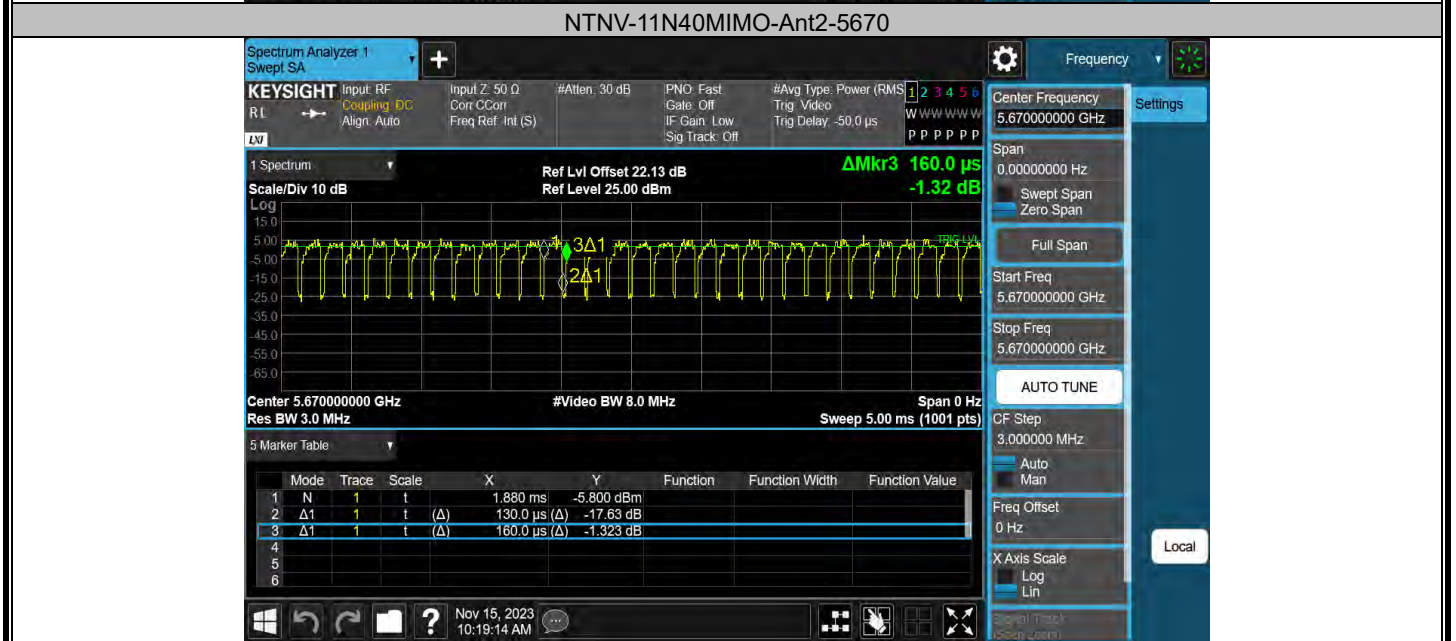 NTNV-11N40MIMO-Ant2-5670
Spectrum Analyzer 1
Swept SA
+
Frequency
KEYSIGHT
RL
LXI
Input: RF
Coupling: DC
Align: Auto
Input Z: 50 Ω
Corr CCorr
Freq Ref: Int (S)
#Atten: 30 dB
PNO: Fast
Gate: Off
IF Gain: Low
Sig Track: Off
#Avg Type: Power (RMS
Trig: Video
Trig Delay: -50.0 µs
1 2 3 4 5 6
W W W W W W
P P P P P P
1 Spectrum
Scale/Div 10 dB
Log
Ref Lvl Offset 22.13 dB
Ref Level 25.00 dBm
ΔMkr3 160.0 µs
-1.32 dB
15.0
5.00
-5.00
-15.0
-25.0
-35.0
-45.0
-55.0
-65.0
1
3Δ1
2Δ1
TRIG LVL
Center 5.670000000 GHz
Res BW 3.0 MHz
#Video BW 8.0 MHz
Span 0 Hz
Sweep 5.00 ms (1001 pts)
5 Marker Table
Mode Trace Scale X Y Function Function Width Function Value
1 N 1 t 1.880 ms -5.800 dBm
2 Δ1 1 t (Δ) 130.0 µs (Δ) -17.63 dB
3 Δ1 1 t (Δ) 160.0 µs (Δ) -1.323 dB
4
5
6
?
Nov 15, 2023
10:19:14 AM
Center Frequency
5.670000000 GHz
Settings
Span
0.00000000 Hz
Swept Span
Zero Span
Full Span
Start Freq
5.670000000 GHz
Stop Freq
5.670000000 GHz
AUTO TUNE
CF Step
3.000000 MHz
Auto
Man
Freq Offset
0 Hz
X Axis Scale
Log
Lin
Local